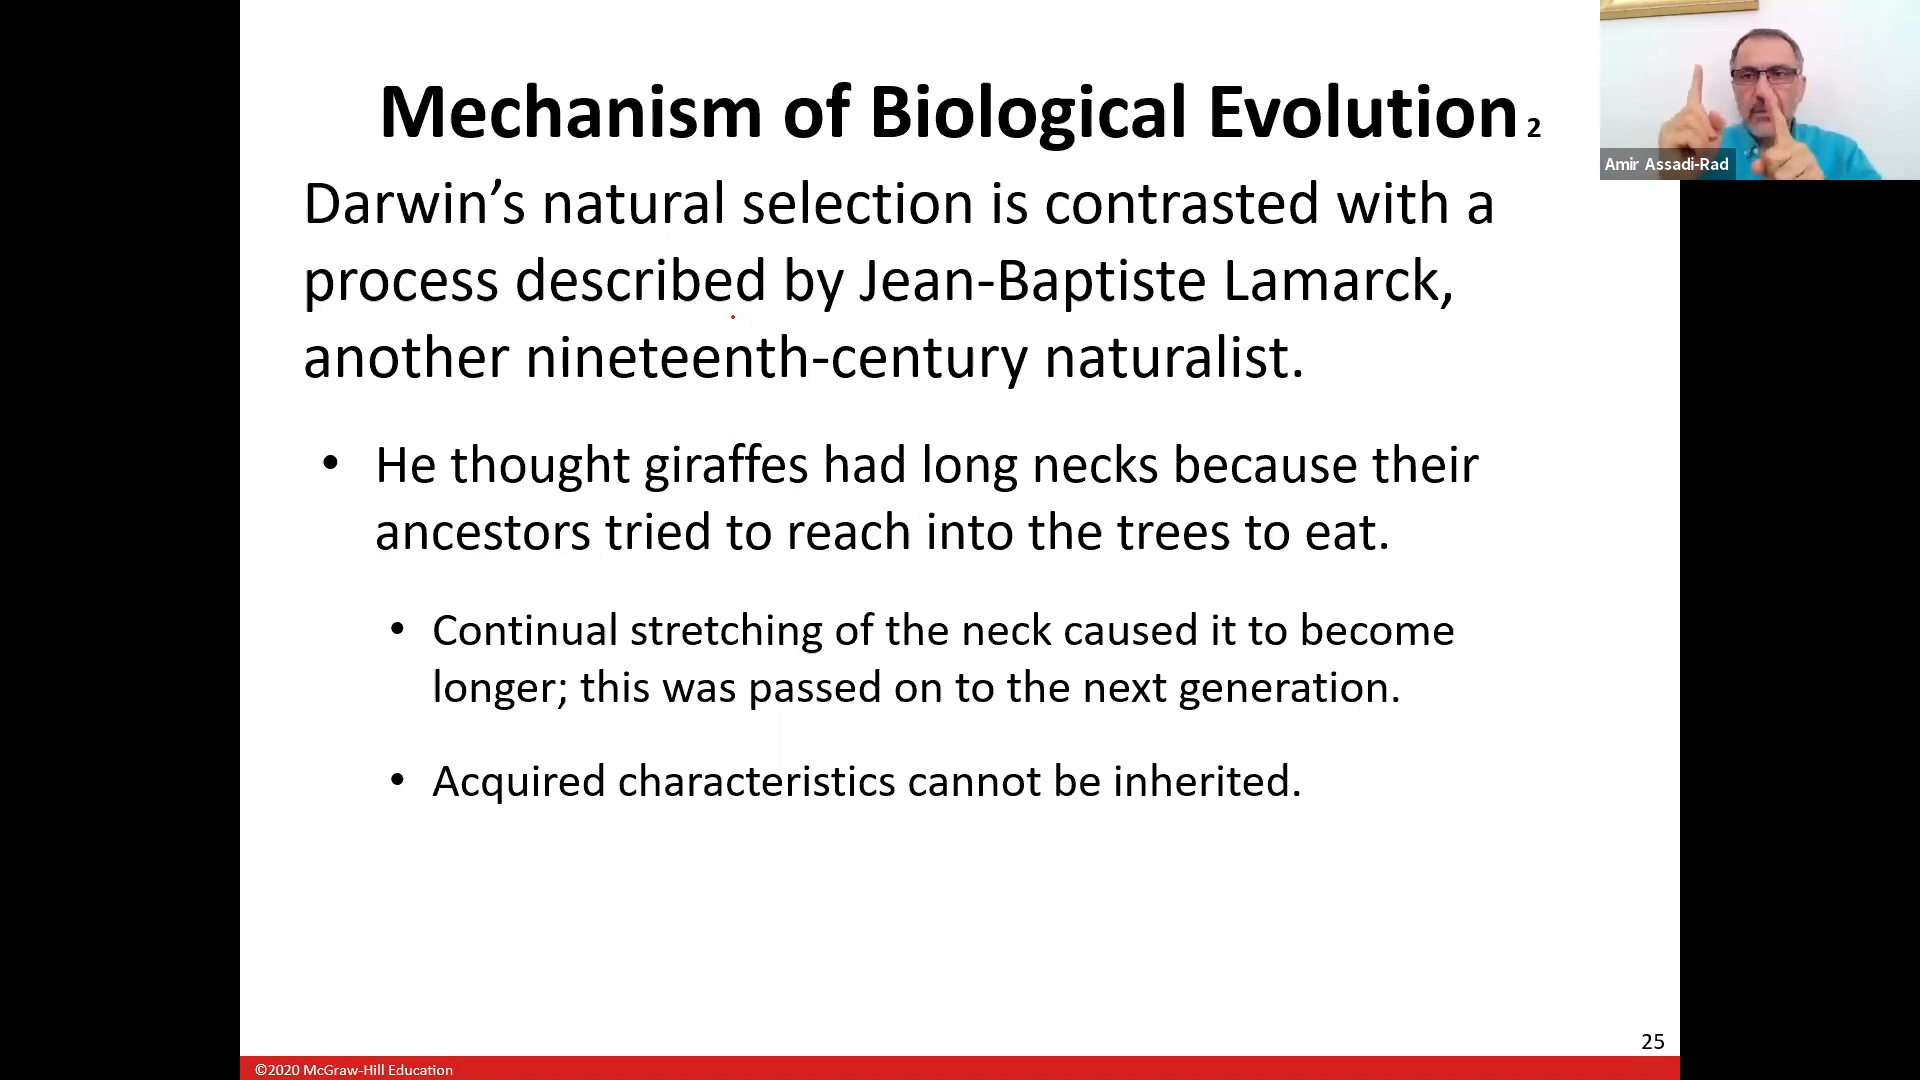 Mechanism of Biological Evolution 2
Amir Assadi-Rad
Darwin’s natural selection is contrasted with a
process described by Jean-Baptiste Lamarck,
another nineteenth-century naturalist.
• He thought giraffes had long necks because their
ancestors tried to reach into the trees to eat.
• Continual stretching of the neck caused it to become
longer; this was passed on to the next generation.
• Acquired characteristics cannot be inherited.
25
©2020 McGraw-Hill Education